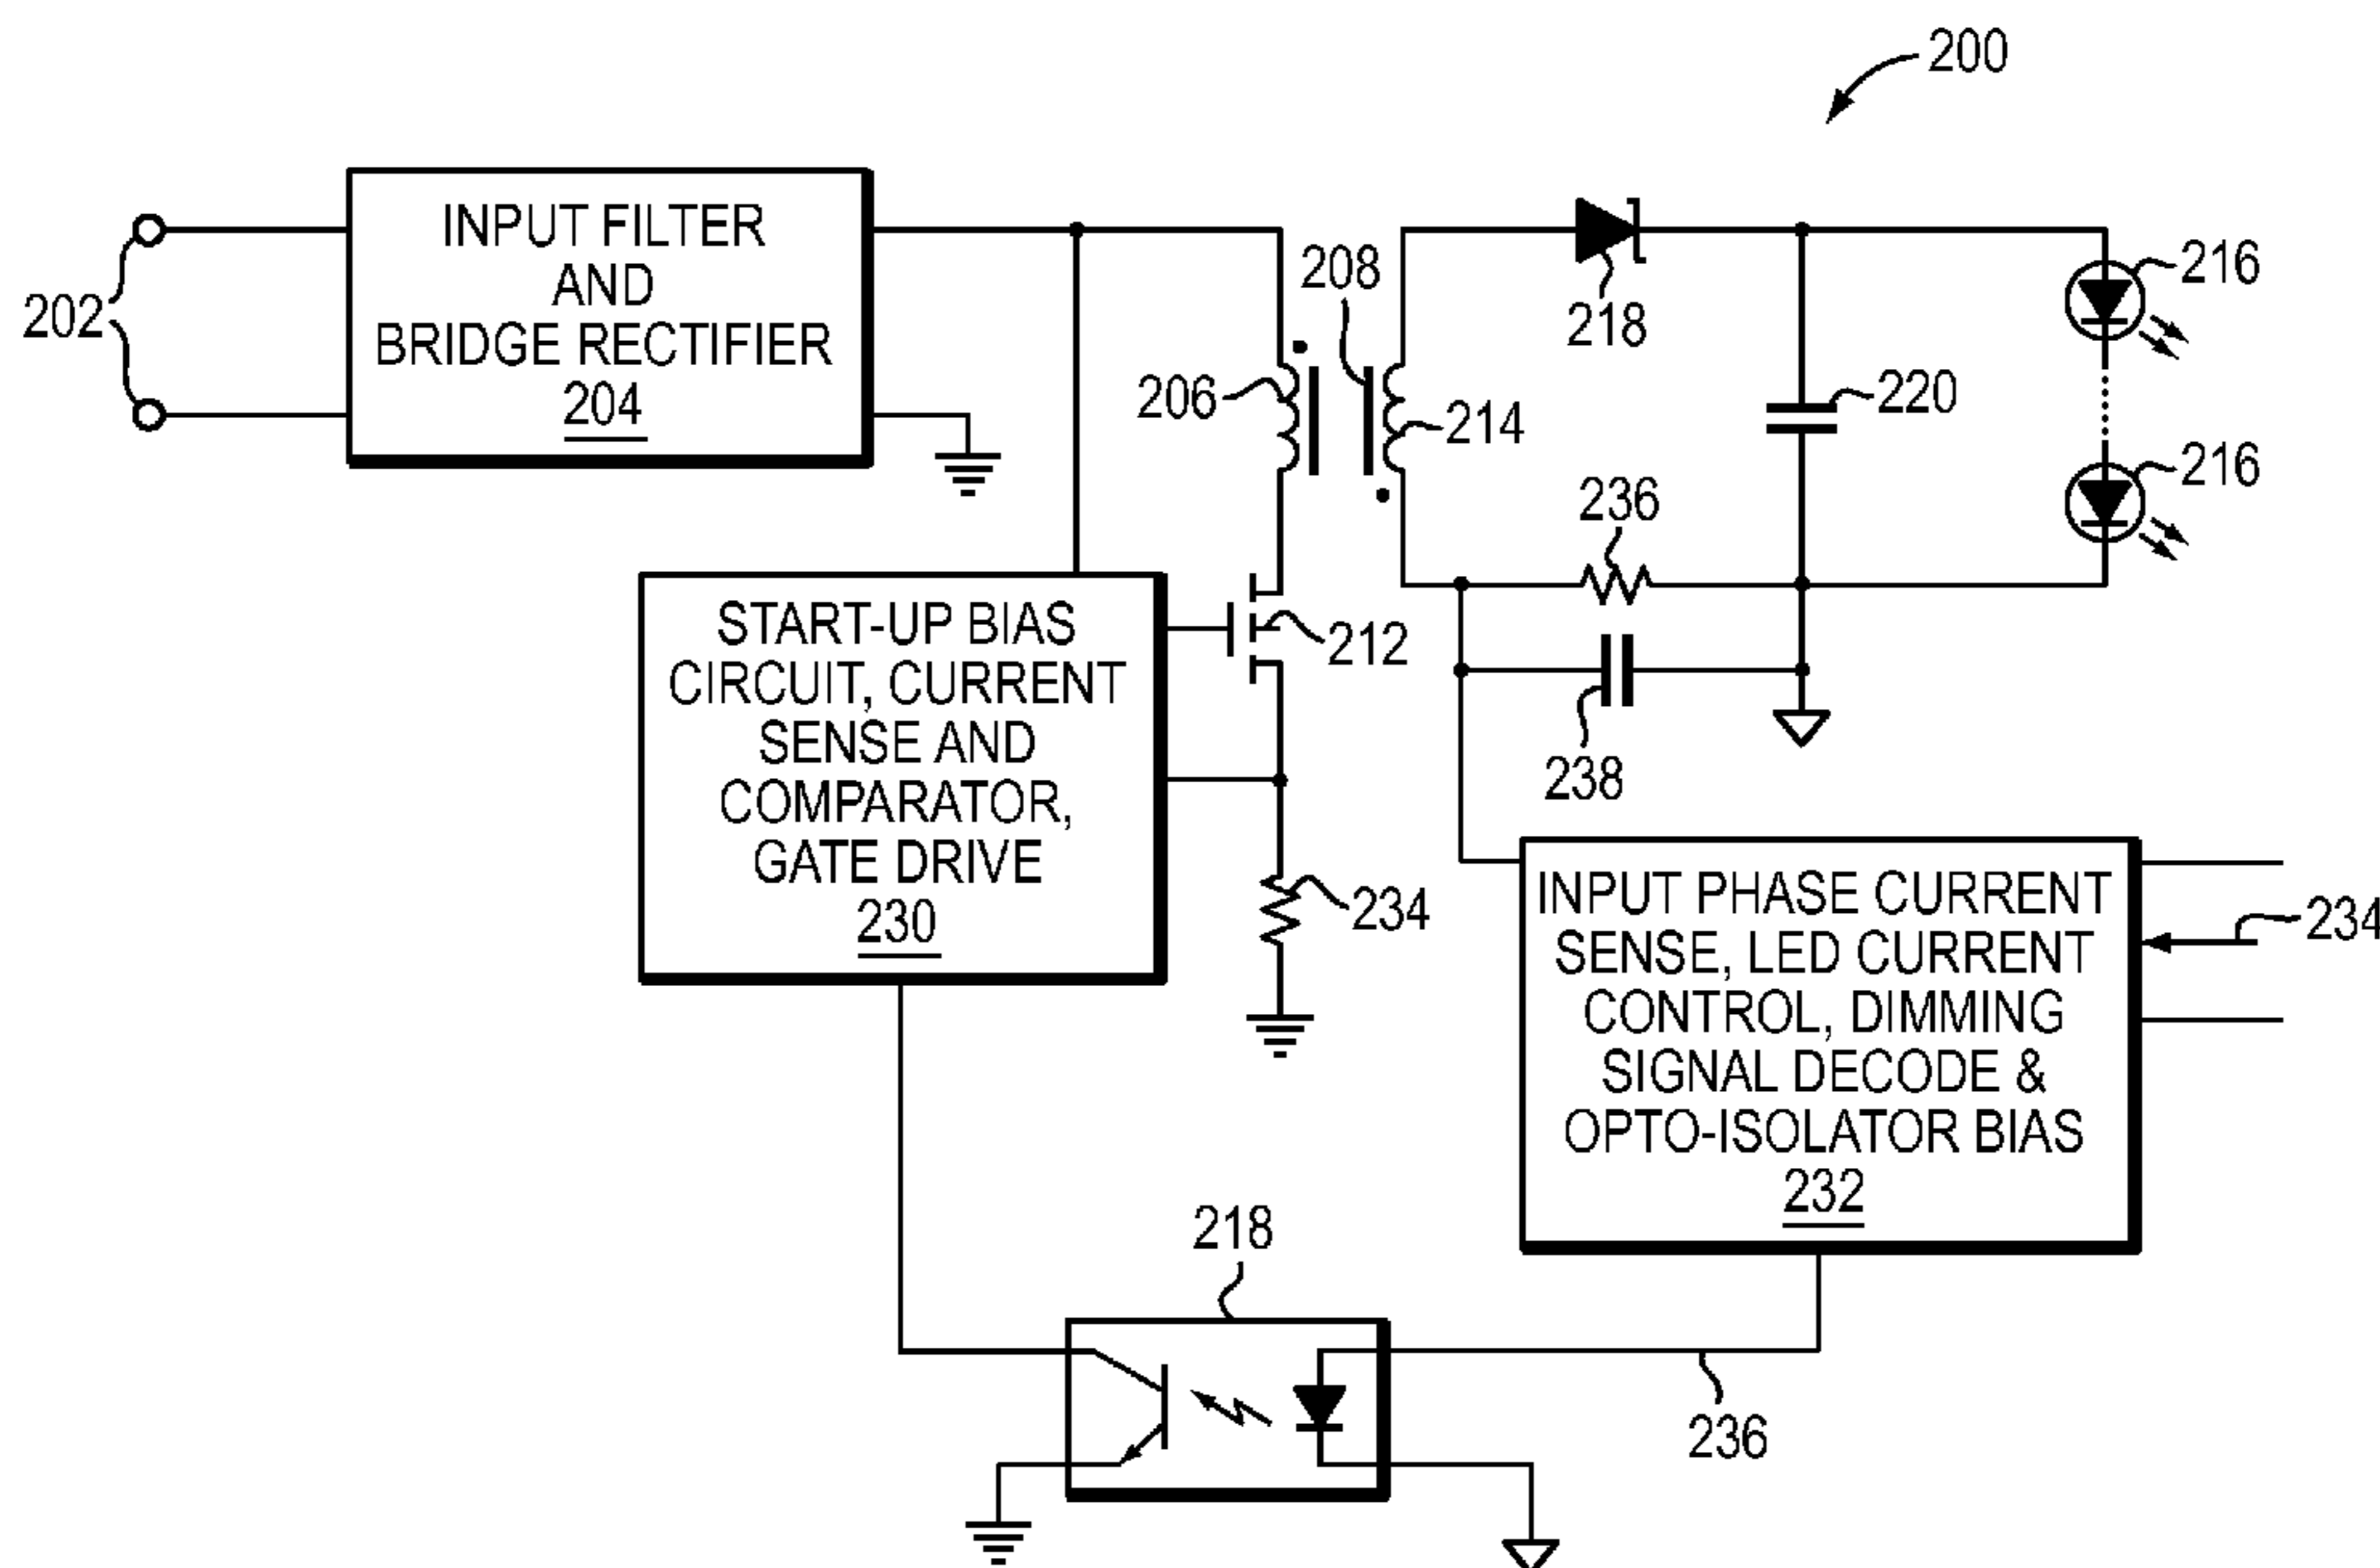 200
INPUT FILTER
AND
BRIDGE RECTIFIER
204
202
206
208
214
218
220
216
216
236
238
212
START-UP BIAS
CIRCUIT, CURRENT
SENSE AND
COMPARATOR,
GATE DRIVE
230
234
INPUT PHASE CURRENT
SENSE, LED CURRENT
CONTROL, DIMMING
SIGNAL DECODE &
OPTO-ISOLATOR BIAS
232
234
218
236